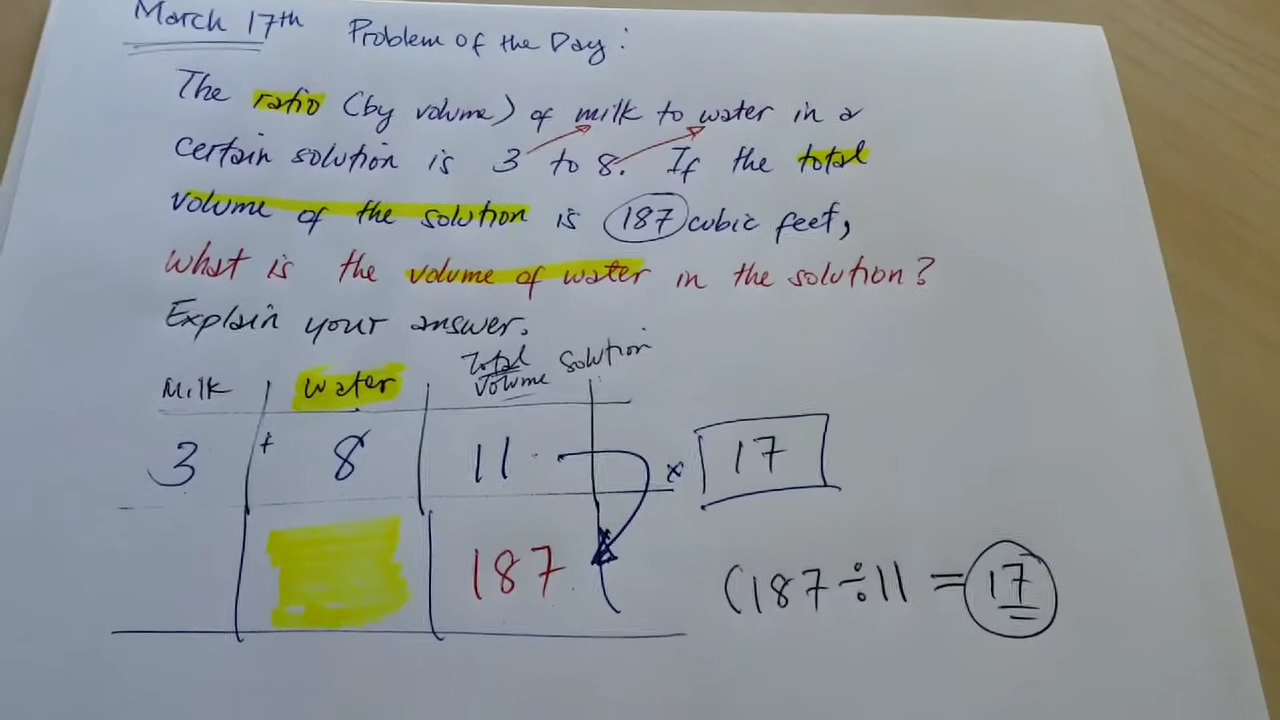 March 17th Problem of the Day:
The ratio (by volume) of milk to water in a
certain solution is 3 to 8. If the total
volume of the solution is 187 cubic feet,
what is the volume of water in the solution?
Explain your answer.
Milk water Total Volume Solution
3 + 8 11 × 17
187 (187÷11 = 17